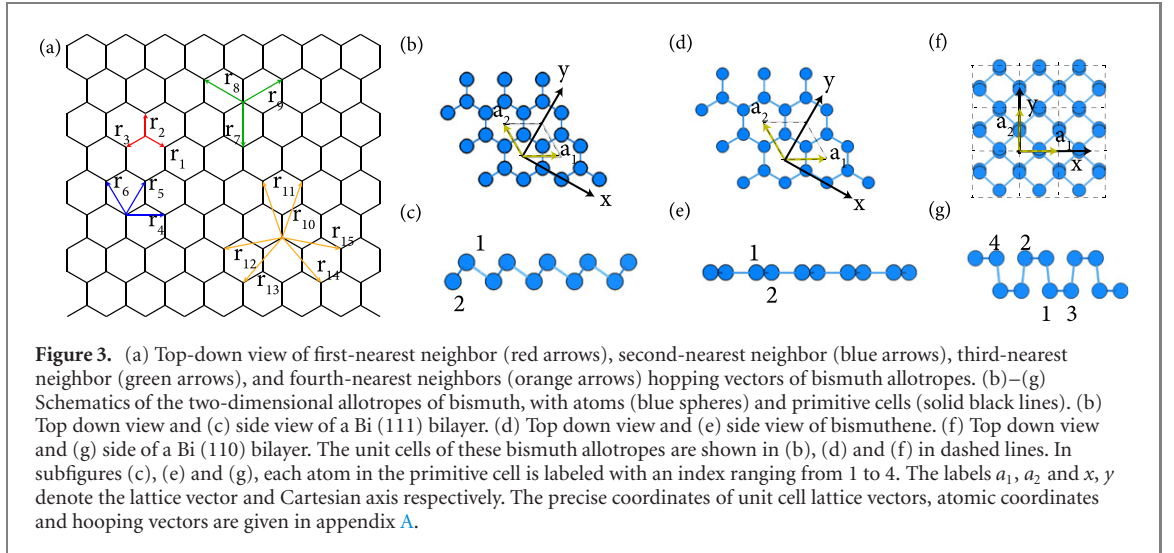 (a)
r8
r9
r7
r2
r3
r1
r6
r5
r4
r11
r10
r15
r12
r14
r13
(b)
y
a2
a1
x
(c)
1
2
(d)
y
a2
a1
x
(e)
1
2
(f)
y
a2
a1
x
(g)
4 2
1 3
Figure 3. (a) Top-down view of first-nearest neighbor (red arrows), second-nearest neighbor (blue arrows), third-nearest
neighbor (green arrows), and fourth-nearest neighbors (orange arrows) hopping vectors of bismuth allotropes. (b)–(g)
Schematics of the two-dimensional allotropes of bismuth, with atoms (blue spheres) and primitive cells (solid black lines). (b)
Top down view and (c) side view of a Bi (111) bilayer. (d) Top down view and (e) side view of bismuthene. (f) Top down view
and (g) side of a Bi (110) bilayer. The unit cells of these bismuth allotropes are shown in (b), (d) and (f) in dashed lines. In
subfigures (c), (e) and (g), each atom in the primitive cell is labeled with an index ranging from 1 to 4. The labels a1, a2 and x, y
denote the lattice vector and Cartesian axis respectively. The precise coordinates of unit cell lattice vectors, atomic coordinates
and hooping vectors are given in appendix A.